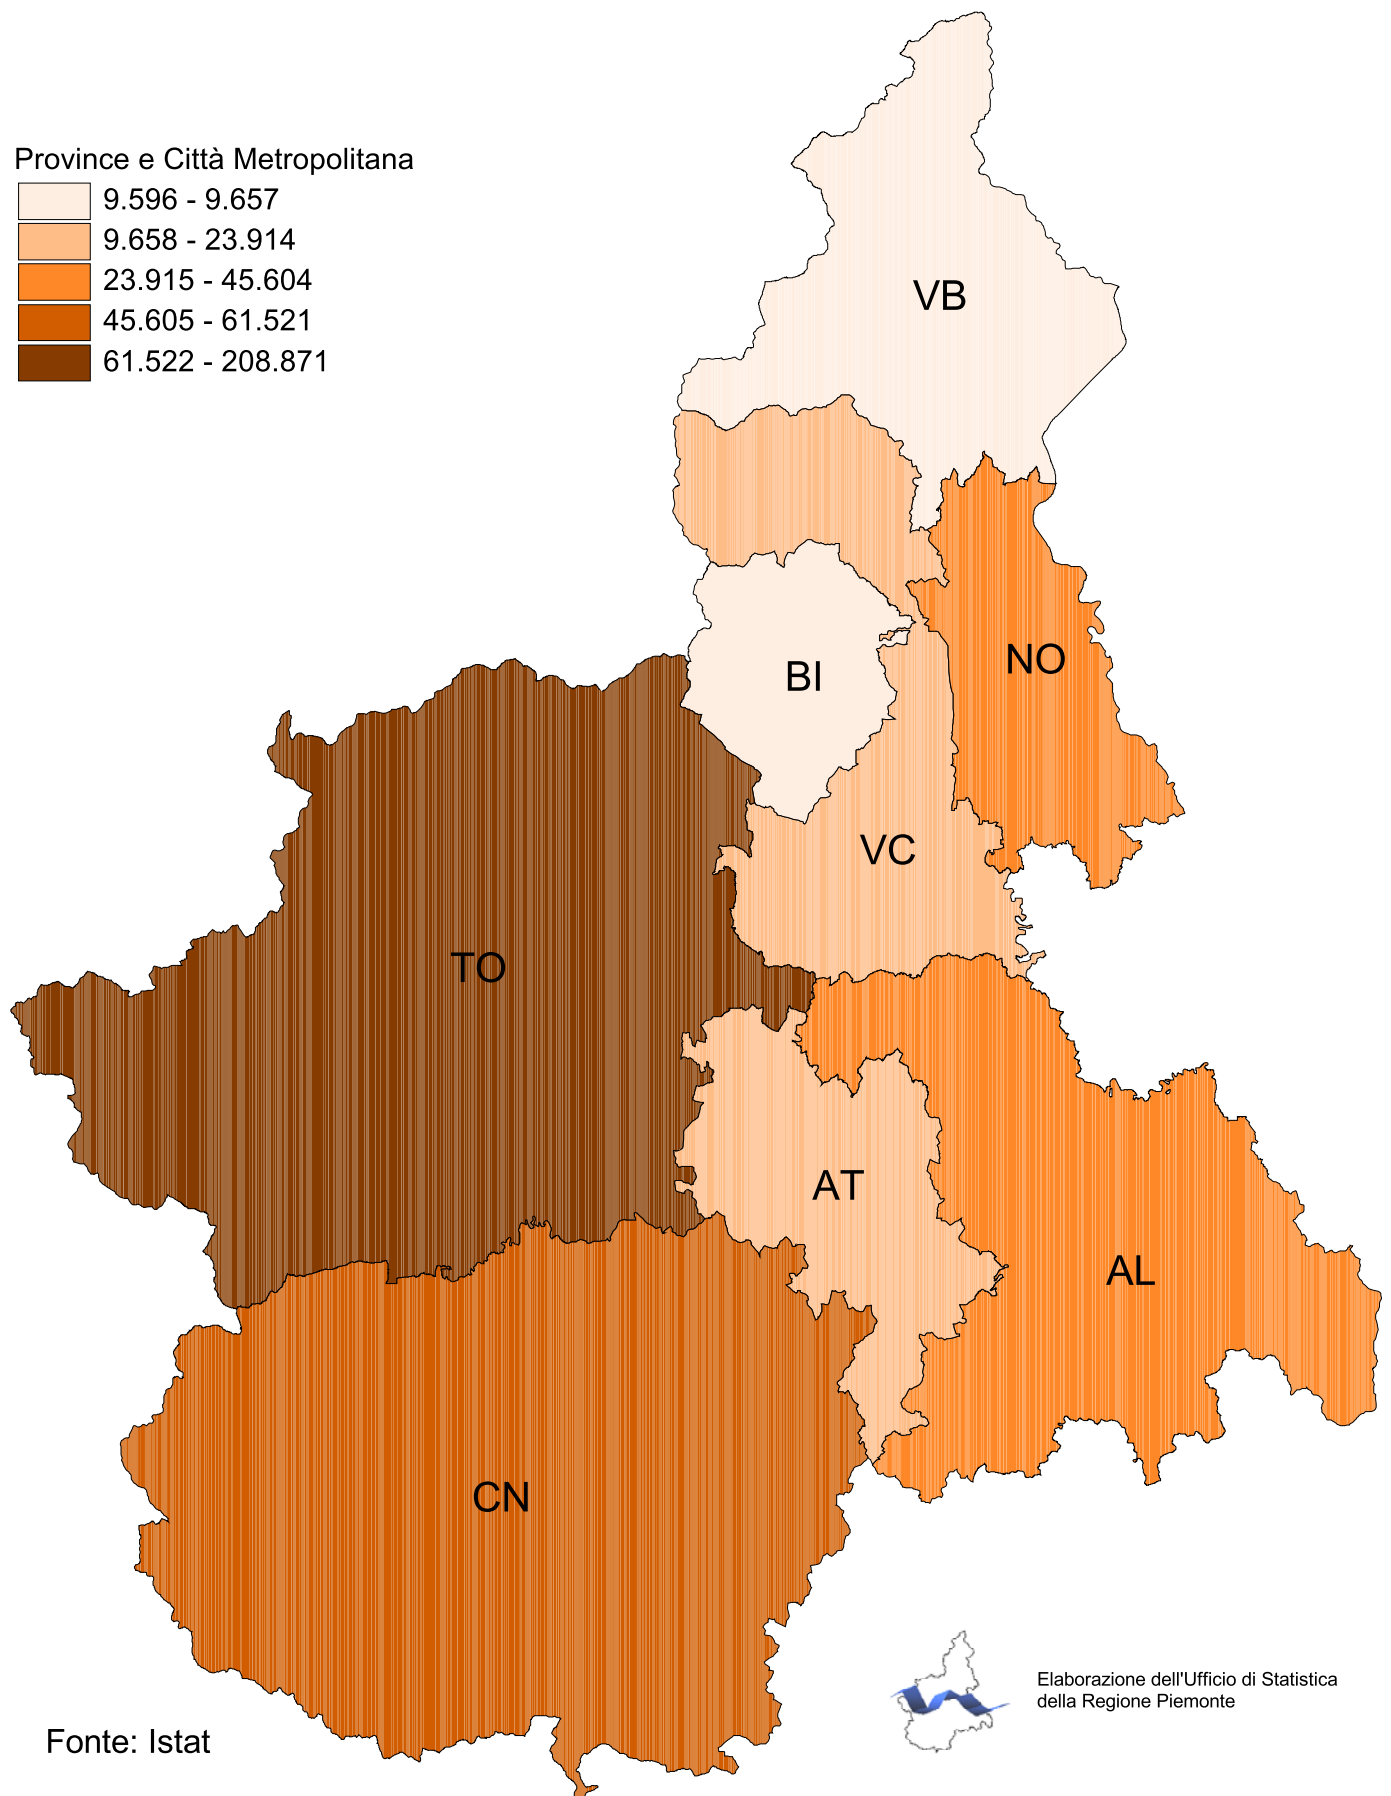 Province e Città Metropolitana
9.596 - 9.657
9.658 - 23.914
23.915 - 45.604
45.605 - 61.521
61.522 - 208.871
VB
NO
BI
VC
TO
AT
AL
CN
Elaborazione dell'Ufficio di Statistica
della Regione Piemonte
Fonte: Istat